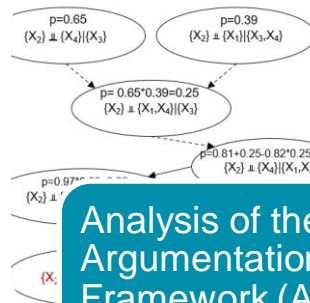 p=0.65
{X₂} ⫫ {X₄}|{X₃}
p=0.39
{X₂} ⫫ {X₁}|{X₃,X₄}
p= 0.65*0.39=0.25
{X₂} ⫫ {X₁,X₄}|{X₃}
p=0.81+0.25-0.82*0.25
{X₂} ⫫ {X₄}|{X₁,X
p=0.97*
{X₂} ⫫
{X
Analysis of the
Argumentation
Framework (A